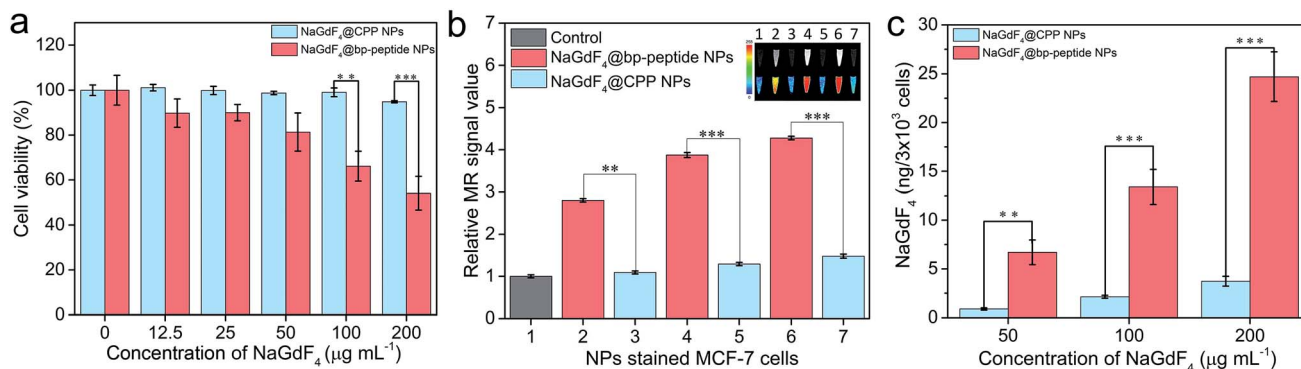 a
NaGdF4@CPP NPs
NaGdF4@bp-peptide NPs
120
100
80
60
40
20
0
Cell viability (%)
** ***
0 12.5 25 50 100 200
Concentration of NaGdF4 (μg mL-1)
b
Control
NaGdF4@bp-peptide NPs
NaGdF4@CPP NPs
1 2 3 4 5 6 7
7
6
5
4
3
2
1
0
Relative MR signal value
**
***
***
1 2 3 4 5 6 7
NPs stained MCF-7 cells
c
NaGdF4@CPP NPs
NaGdF4@bp-peptide NPs
30
25
20
15
10
5
0
NaGdF4 (ng/3x10³ cells)
**
***
***
50 100 200
Concentration of NaGdF4 (μg mL-1)